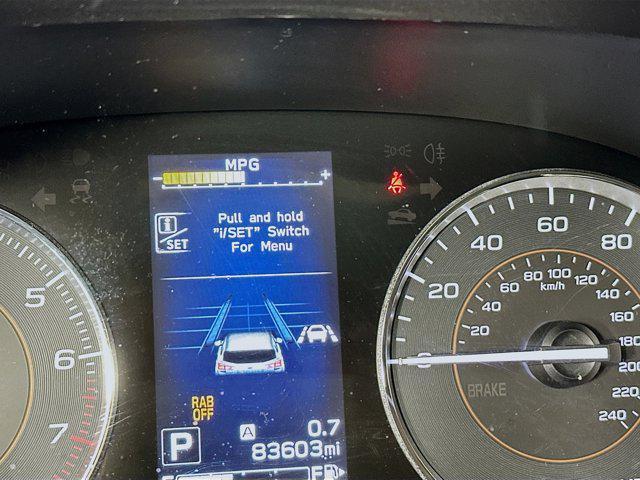 MPG
- +
i
SET
Pull and hold
"i/SET" Switch
For Menu
RAB
OFF
P
A 0.7
83603mi
F
5
6
7
0
20
40
60
80
km/h
20
40
60
80
100
120
140
160
180
200
220
240
BRAKE